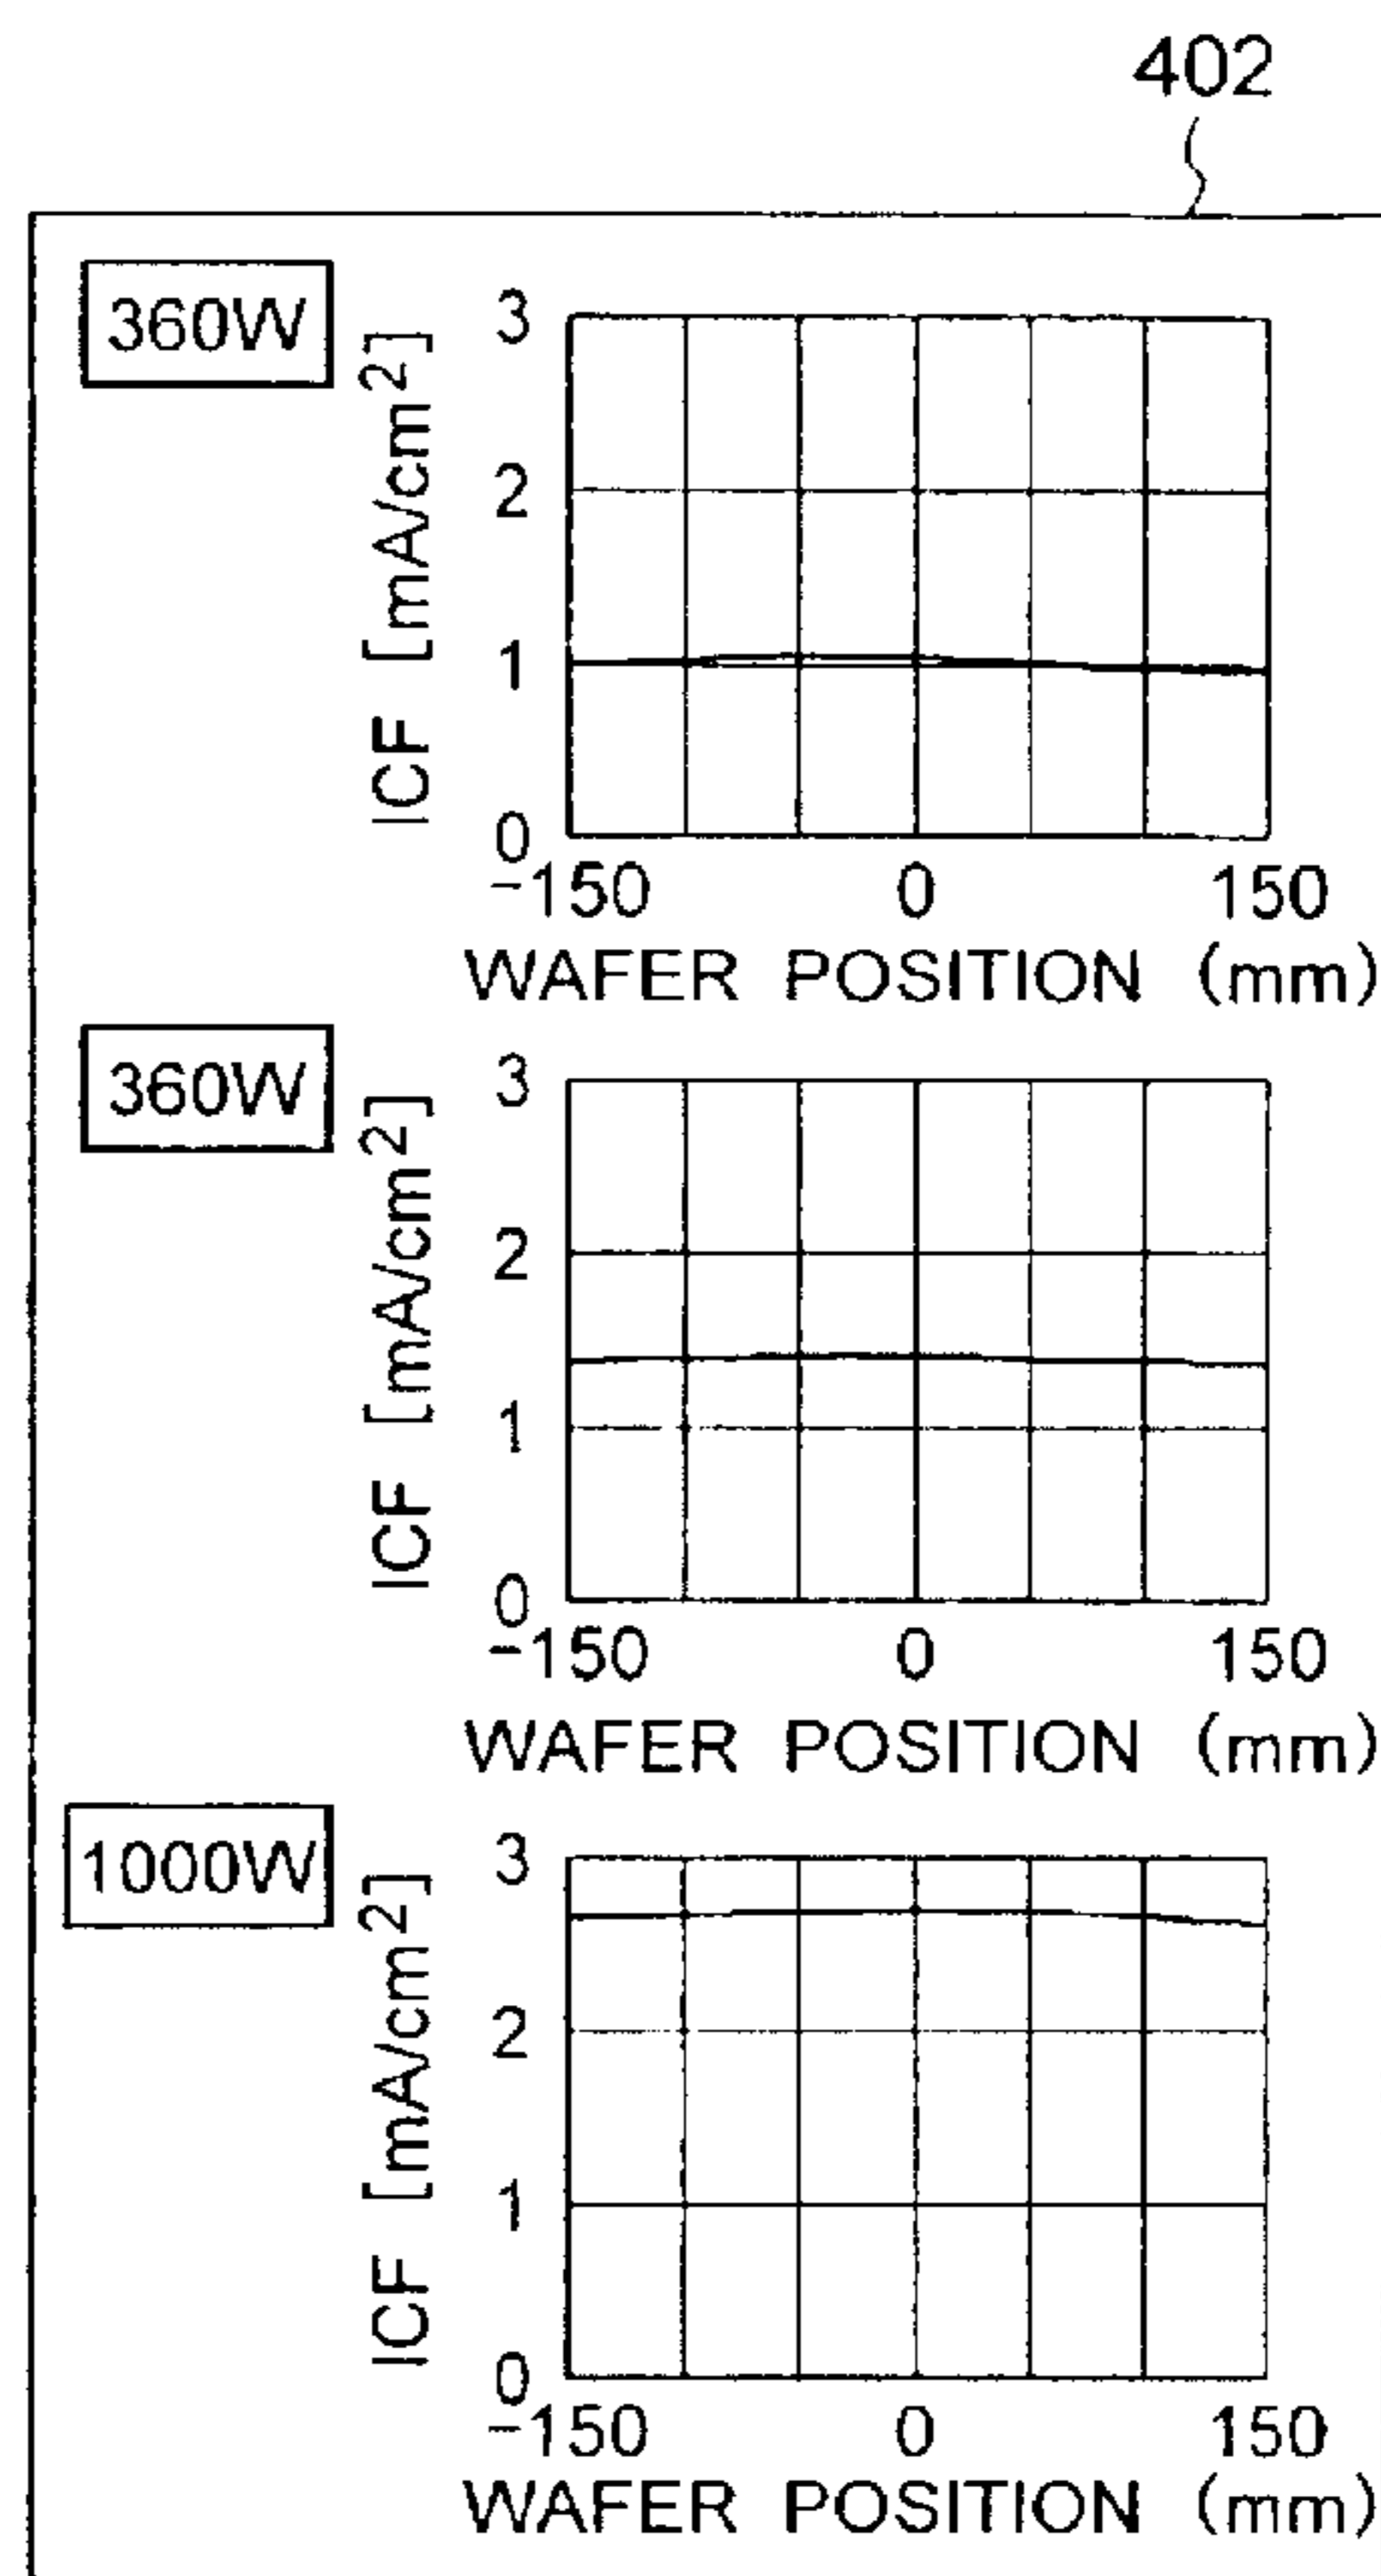 402
360W
ICF [mA/cm²]
3
2
1
0
-150 0 150
WAFER POSITION (mm)
360W
ICF [mA/cm²]
3
2
1
0
-150 0 150
WAFER POSITION (mm)
1000W
ICF [mA/cm²]
3
2
1
0
-150 0 150
WAFER POSITION (mm)